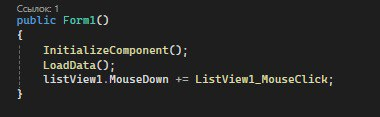 Ссылок: 1
public Form1()
{
InitializeComponent();
LoadData();
listView1.MouseDown += ListView1_MouseClick;
}